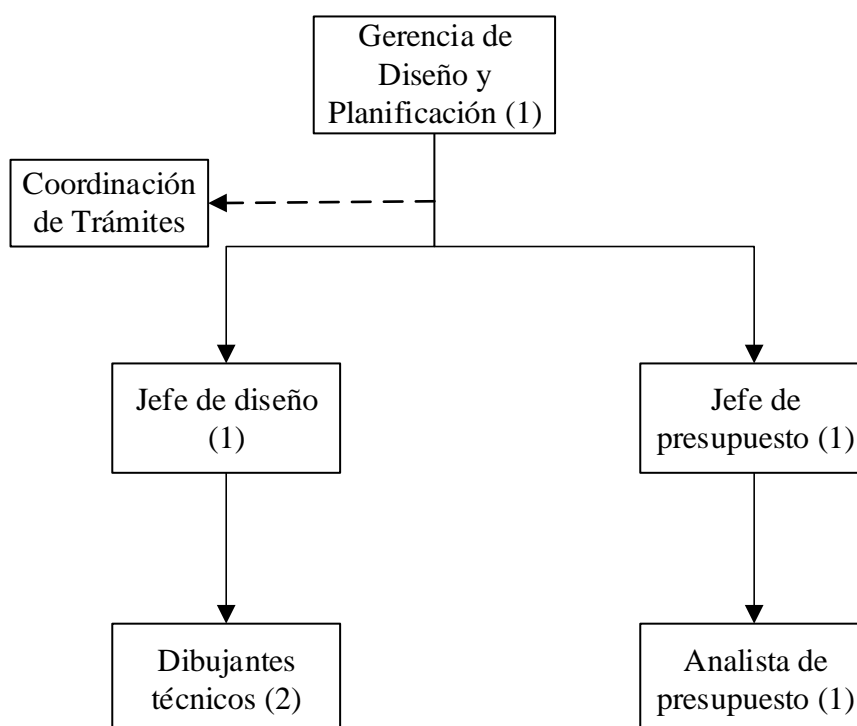 Gerencia de
Diseño y
Planificación (1)
Coordinación
de Trámites
Jefe de diseño
(1)
Jefe de
presupuesto (1)
Dibujantes
técnicos (2)
Analista de
presupuesto (1)